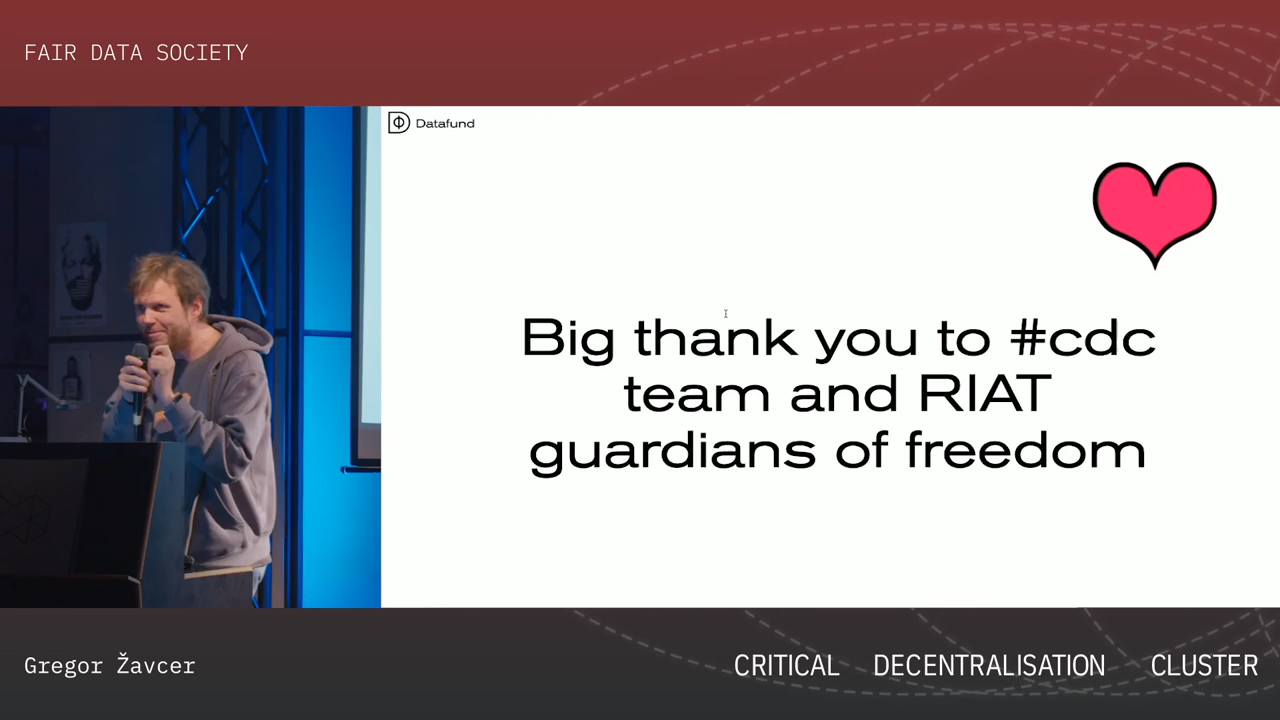 FAIR DATA SOCIETY
Datafund
Big thank you to #cdc
team and RIAT
guardians of freedom
Gregor Žavcer
CRITICAL DECENTRALISATION CLUSTER